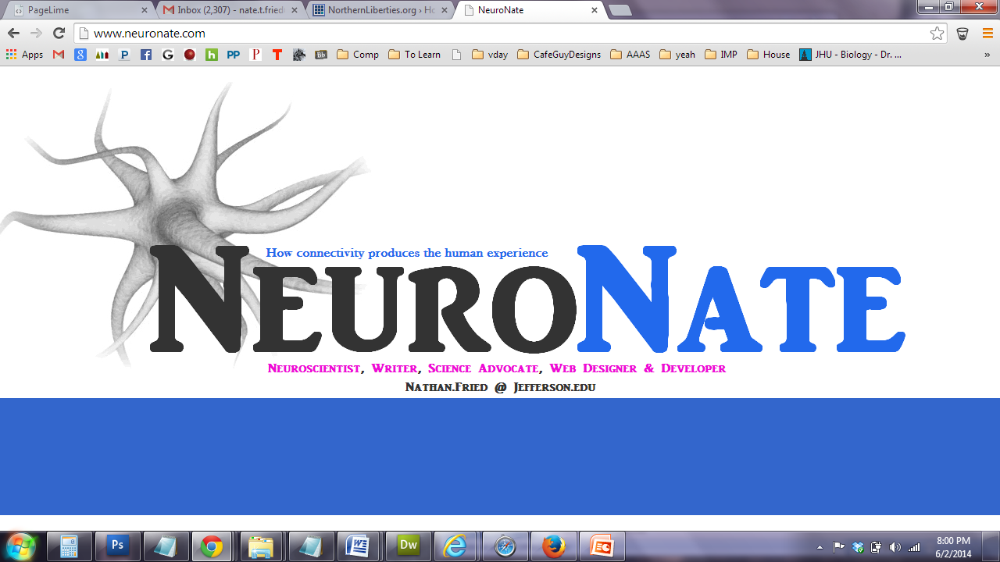 PageLime
Inbox (2,307) - nate.t.fried
NorthernLiberties.org › Ho
NeuroNate
www.neuronate.com
Apps
g
P
f
G
h
PP
P
T
Bb
Comp
To Learn
vday
CafeGuyDesigns
AAAS
yeah
IMP
House
JHU - Biology - Dr. ...
»
How connectivity produces the human experience
NeuroNate
Neuroscientist, Writer, Science Advocate, Web Designer & Developer
Nathan.Fried @ Jefferson.edu
Ps
W
Dw
P
8:00 PM
6/2/2014